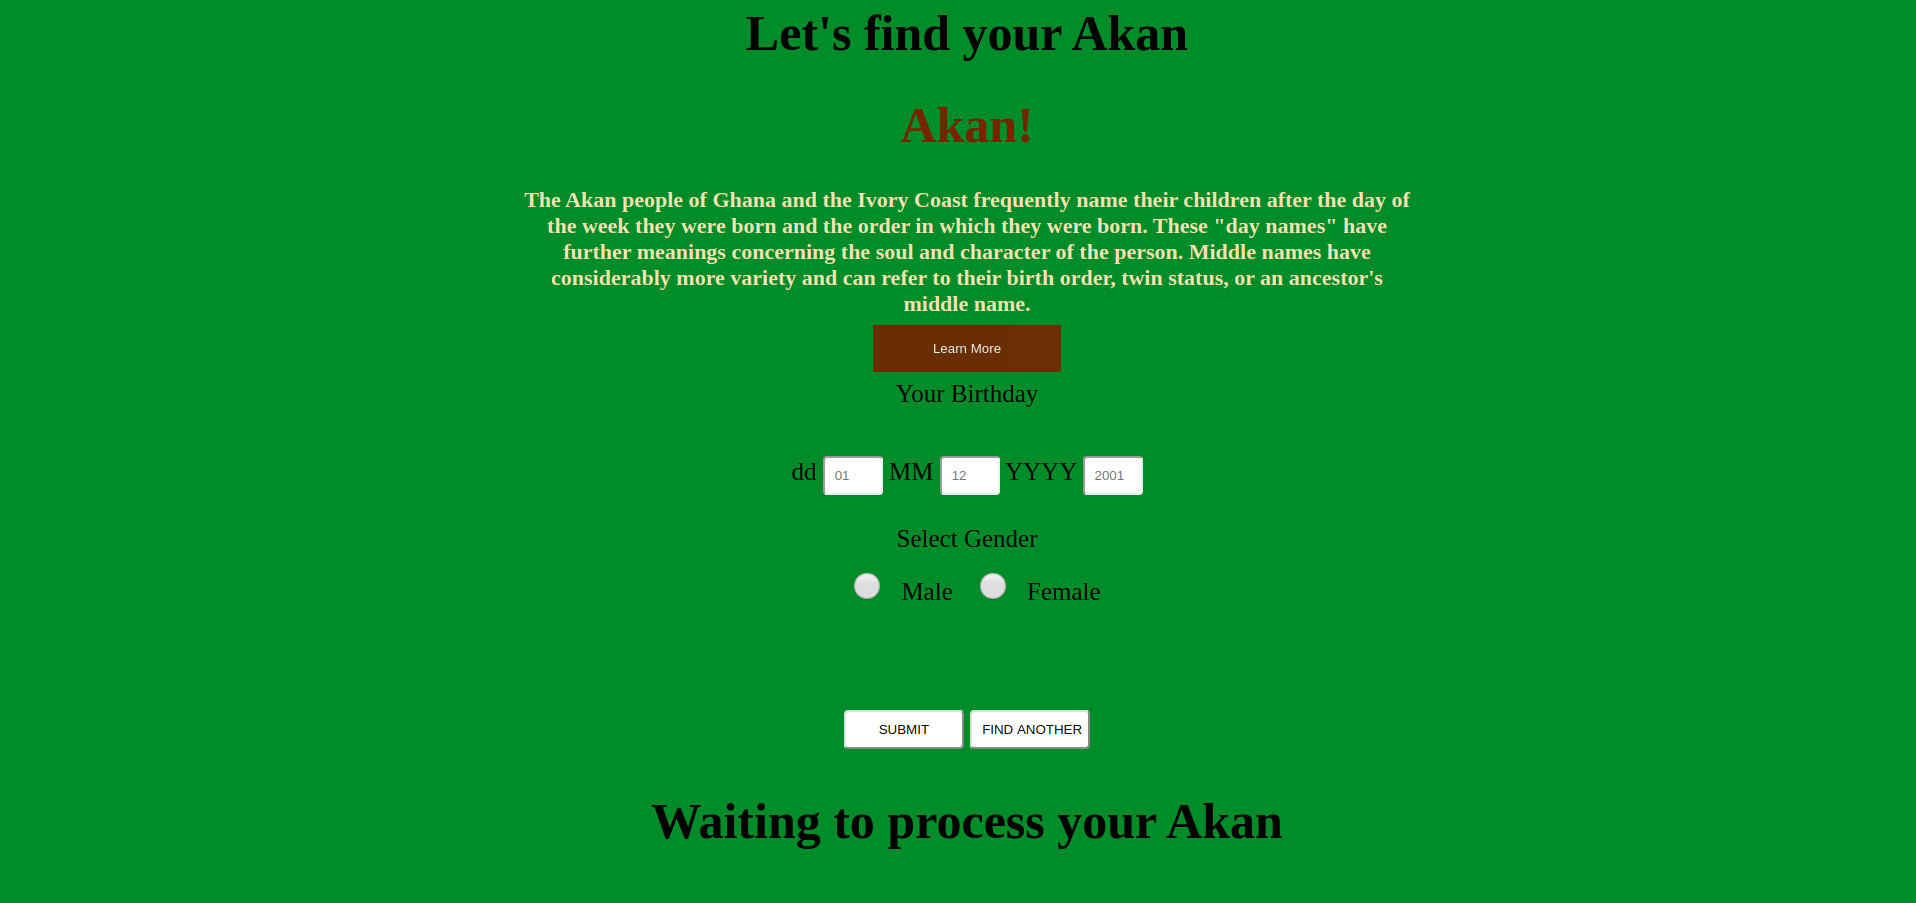 Let's find your Akan
Akan!
The Akan people of Ghana and the Ivory Coast frequently name their children after the day of
the week they were born and the order in which they were born. These "day names" have
further meanings concerning the soul and character of the person. Middle names have
considerably more variety and can refer to their birth order, twin status, or an ancestor's
middle name.
Learn More
Your Birthday
dd 01 MM 12 YYYY 2001
Select Gender
Male Female
SUBMIT FIND ANOTHER
Waiting to process your Akan